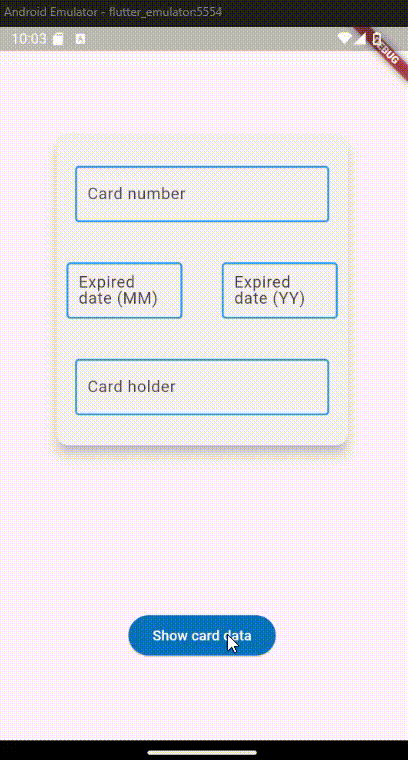 Android Emulator - flutter_emulator:5554
10:03
A
DEBUG
Card number
Expired
date (MM)
Expired
date (YY)
Card holder
Show card data